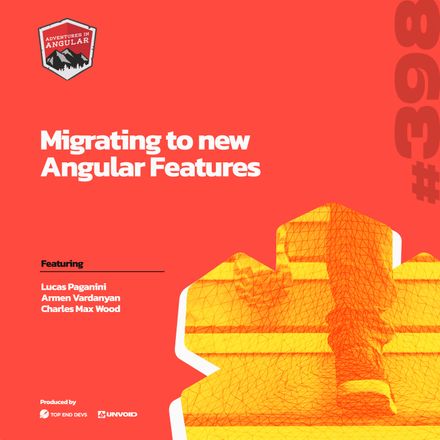 ADVENTURES IN
ANGULAR
#398
Migrating to new
Angular Features
Featuring
Lucas Paganini
Armen Vardanyan
Charles Max Wood
Produced by
TOP END DEVS
UNVOID